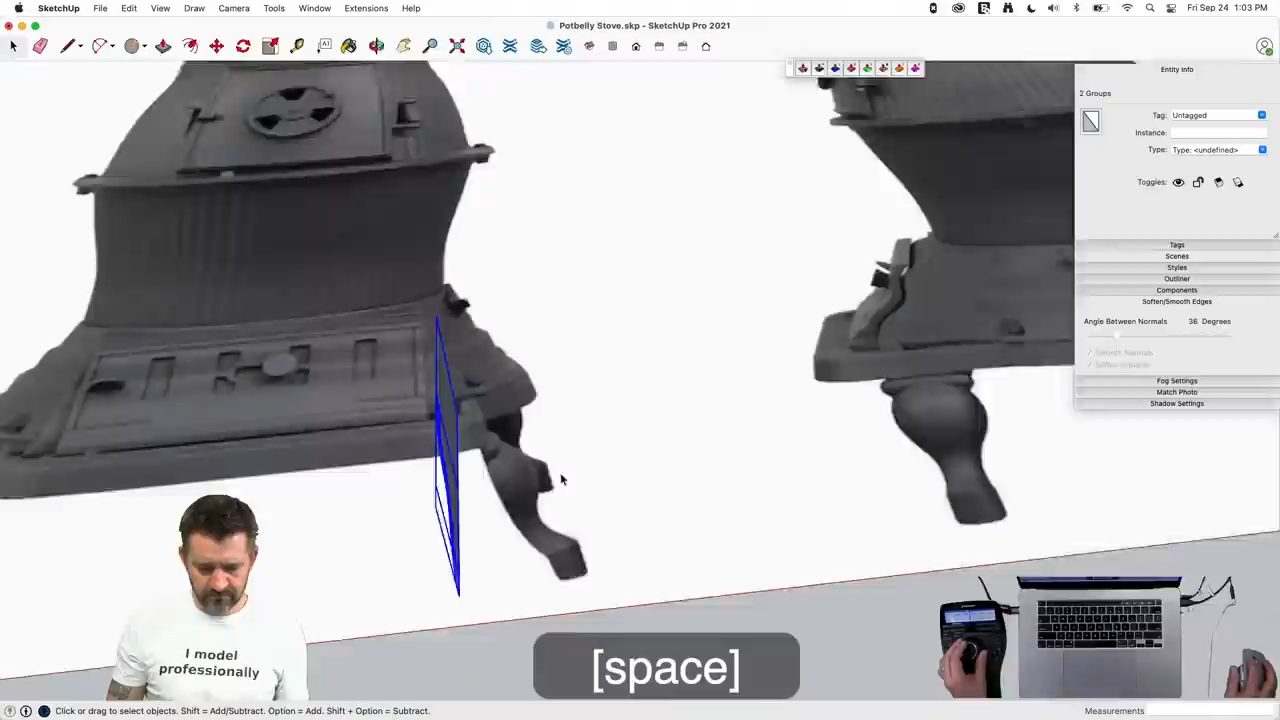 SketchUp File Edit View Draw Camera Tools Window Extensions Help Fri Sep 24 1:03 PM
Potbelly Stove.skp - SketchUp Pro 2021
Entity Info
2 Groups
Tag: Untagged
Instance:
Type: Type: <undefined>
Toggles:
Tags
Scenes
Styles
Outliner
Components
Soften/Smooth Edges
Angle Between Normals 36 Degrees
Smooth Normals
Soften Coplanar
Fog Settings
Match Photo
Shadow Settings
I model
professionally
[space]
Click or drag to select objects. Shift = Add/Subtract. Option = Add. Shift + Option = Subtract. Measurements